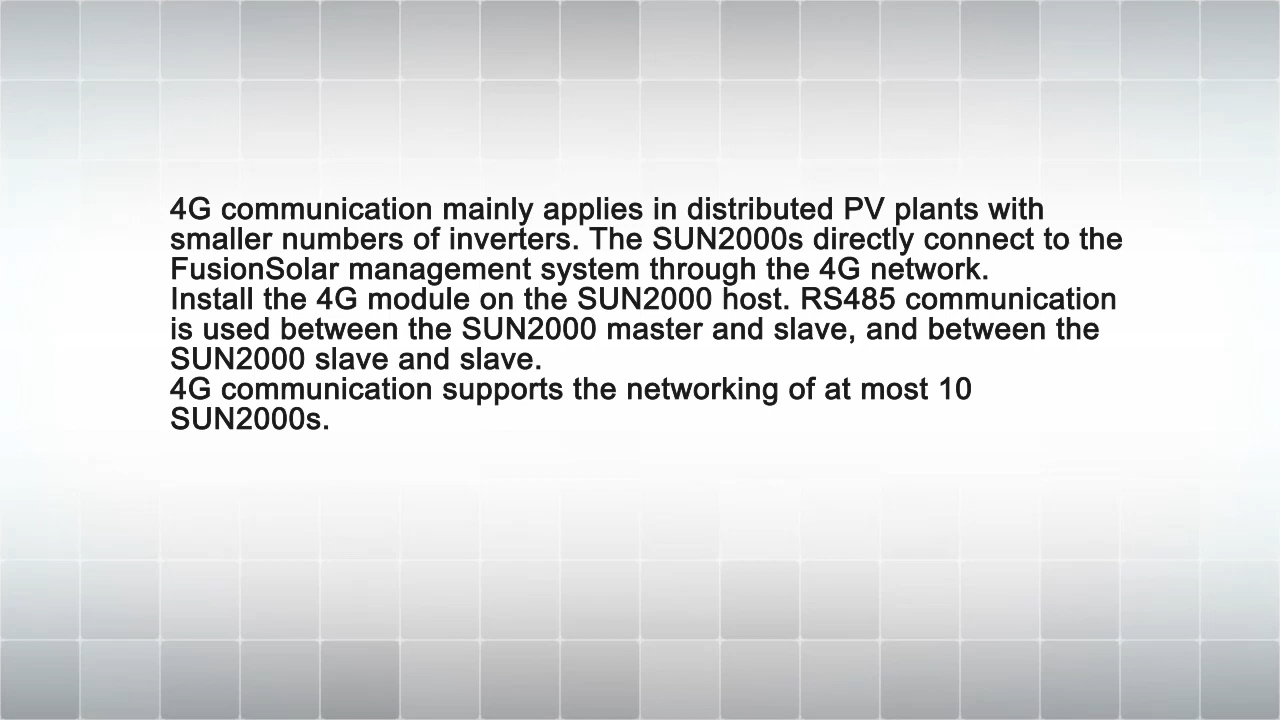 4G communication mainly applies in distributed PV plants with
smaller numbers of inverters. The SUN2000s directly connect to the
FusionSolar management system through the 4G network.
Install the 4G module on the SUN2000 host. RS485 communication
is used between the SUN2000 master and slave, and between the
SUN2000 slave and slave.
4G communication supports the networking of at most 10
SUN2000s.